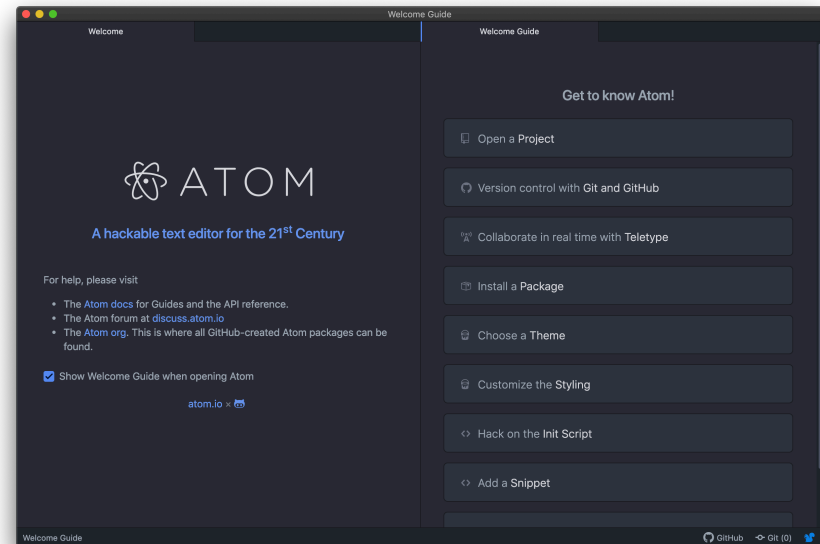 Welcome Guide
Welcome
Welcome Guide
ATOM
A hackable text editor for the 21st Century
For help, please visit
• The Atom docs for Guides and the API reference.
• The Atom forum at discuss.atom.io
• The Atom org. This is where all GitHub-created Atom packages can be
found.
Show Welcome Guide when opening Atom
atom.io ×
Get to know Atom!
Open a Project
Version control with Git and GitHub
Collaborate in real time with Teletype
Install a Package
Choose a Theme
Customize the Styling
Hack on the Init Script
Add a Snippet
Welcome Guide
GitHub
Git (0)